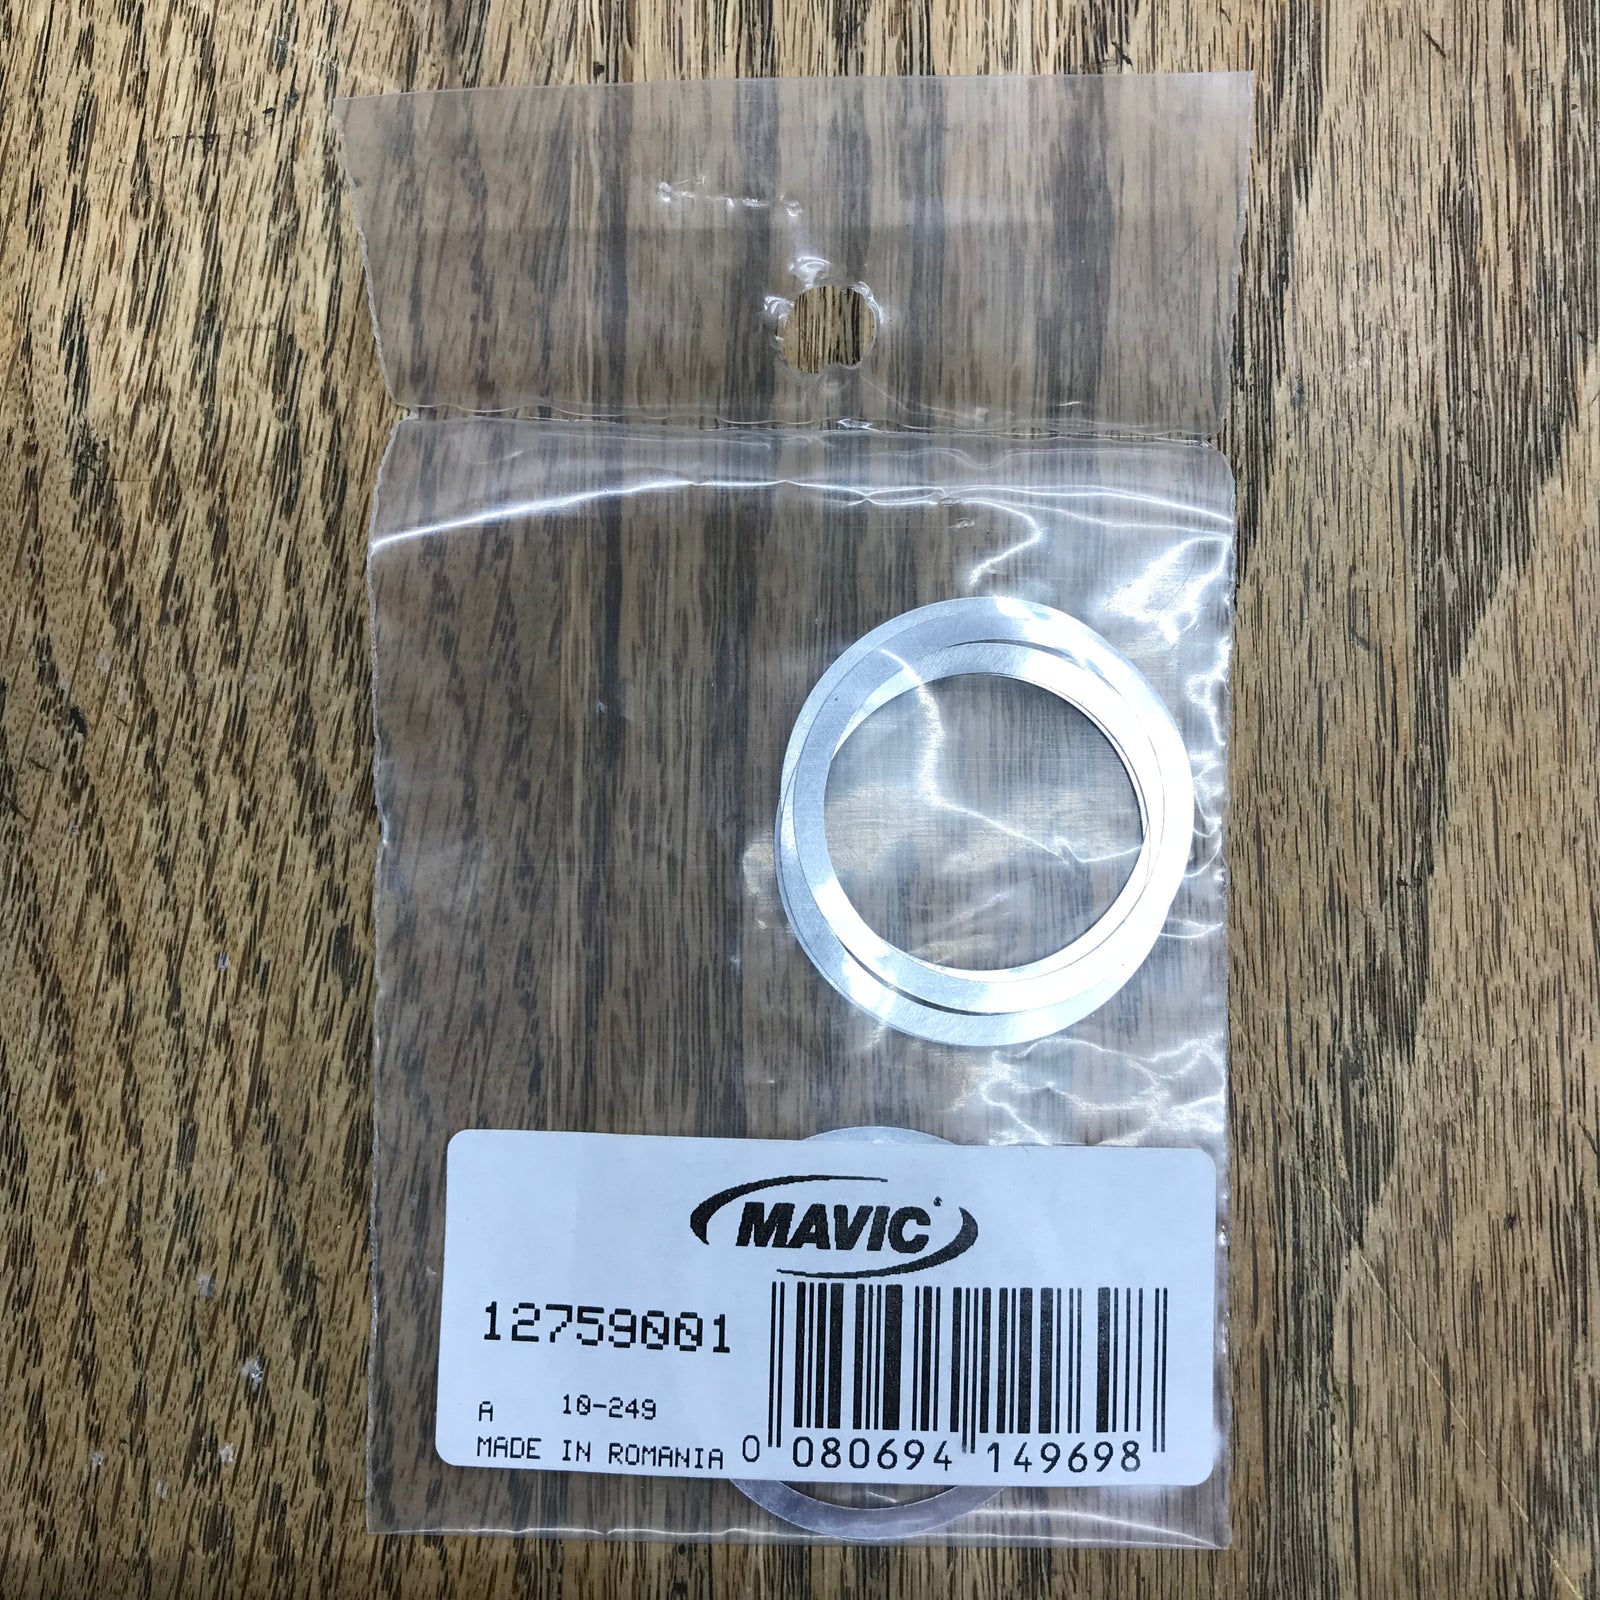 MAVIC
12759001
A 10-249
MADE IN ROMANIA
0 080694 149698